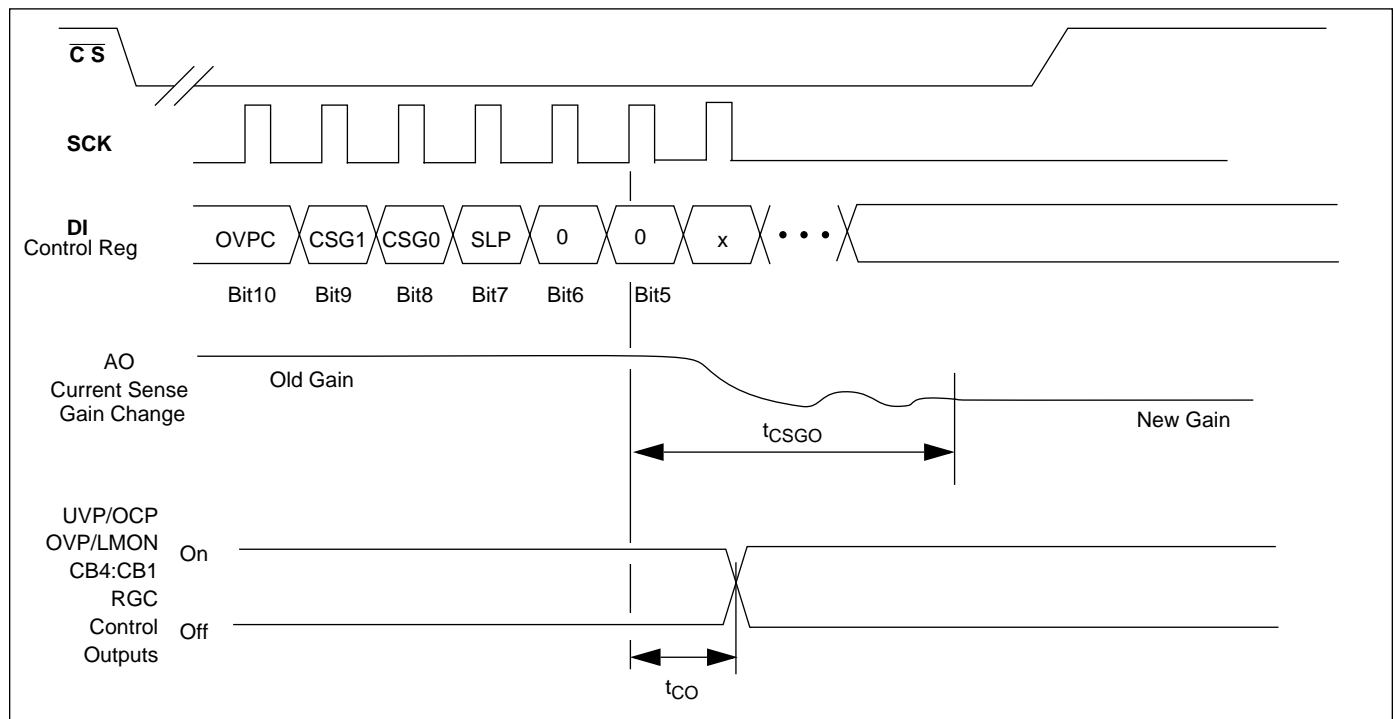 C S
SCK
DI
Control Reg
OVPC CSG1 CSG0 SLP 0 0 x • • •
Bit10 Bit9 Bit8 Bit7 Bit6 Bit5
AO
Current Sense
Gain Change
Old Gain
New Gain
tCSGO
UVP/OCP
OVP/LMON
CB4:CB1
RGC
Control
Outputs
On
Off
tCO